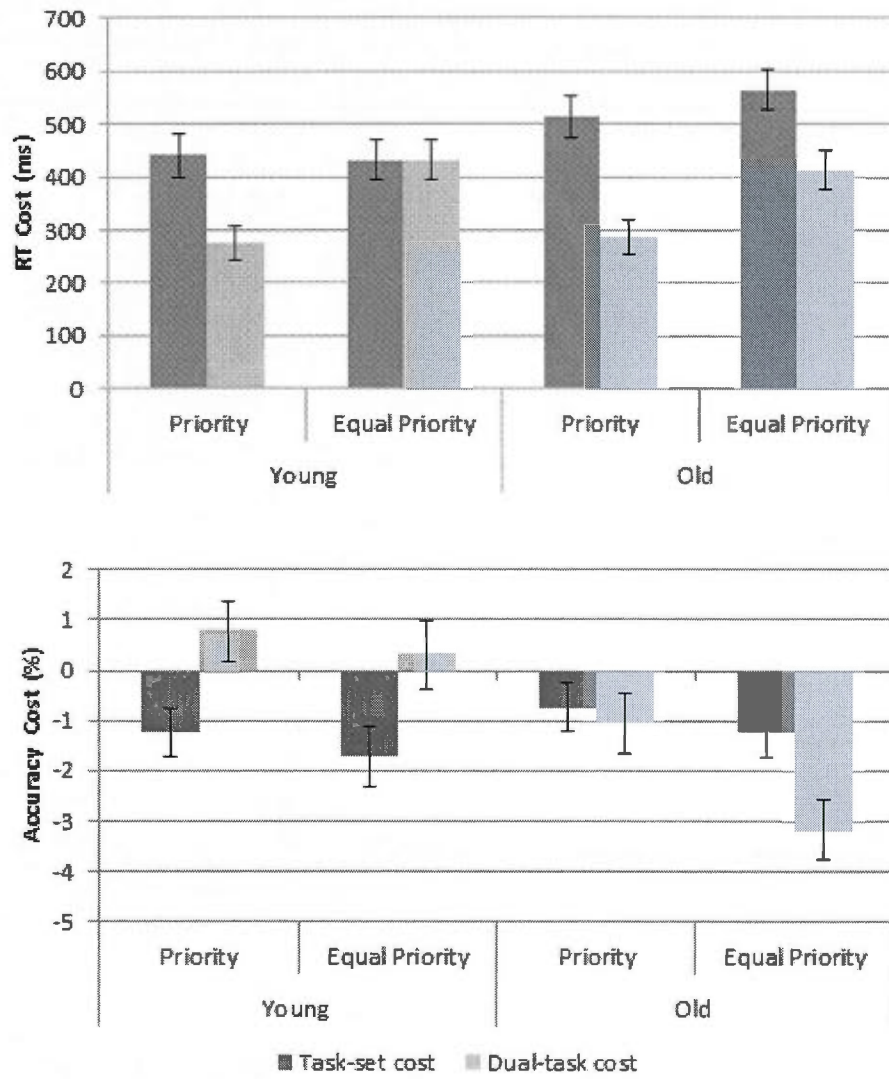 700
600
500
400
300
200
100
0
RT Cost (ms)
Priority Equal Priority Priority Equal Priority
Young Old
2
1
0
-1
-2
-3
-4
-5
Accuracy Cost (%)
Priority Equal Priority Priority Equal Priority
Young Old
Task-set cost Dual-task cost